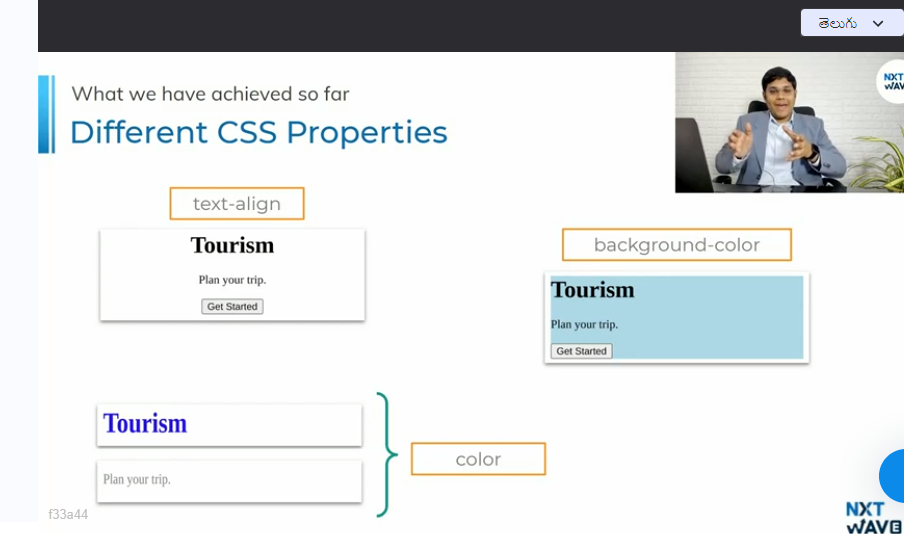 తెలుగు
What we have achieved so far
Different CSS Properties
NXT
text-align
Tourism
Plan your trip.
Get Started
background-color
Tourism
Plan your trip.
Get Started
Tourism
Plan your trip.
color
f33a44
NXT
WAVE